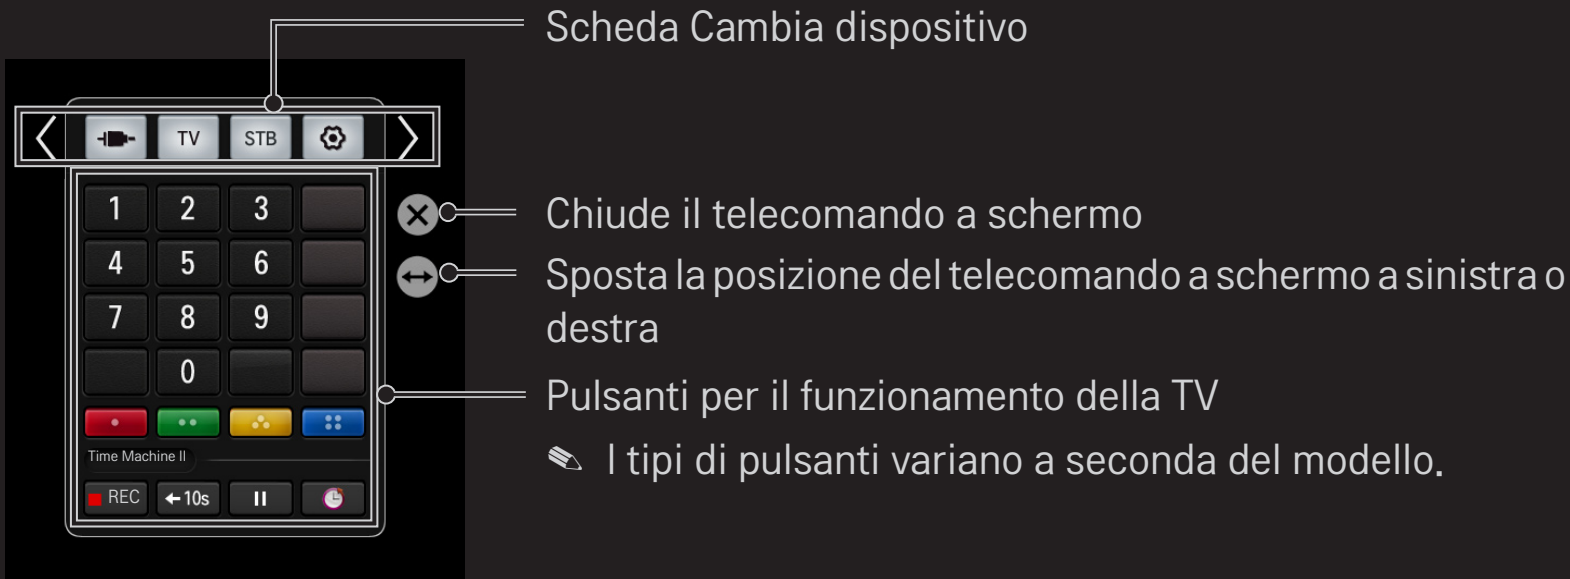 Scheda Cambia dispositivo
TV STB
1 2 3
Chiude il telecomando a schermo
4 5 6
Sposta la posizione del telecomando a schermo a sinistra o
destra
7 8 9
0
Pulsanti per il funzionamento della TV
Time Machine II
✎ I tipi di pulsanti variano a seconda del modello.
REC ←10s